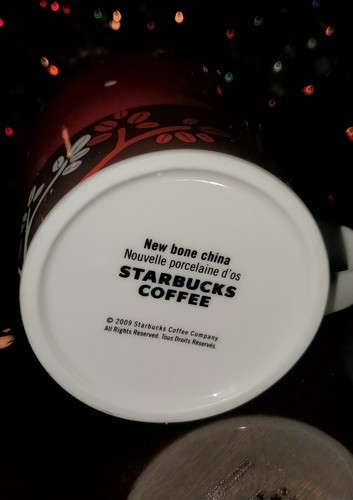 New bone china
Nouvelle porcelaine d'os
STARBUCKS
COFFEE
© 2009 Starbucks Coffee Company.
All Rights Reserved. Tous Droits Réservés.